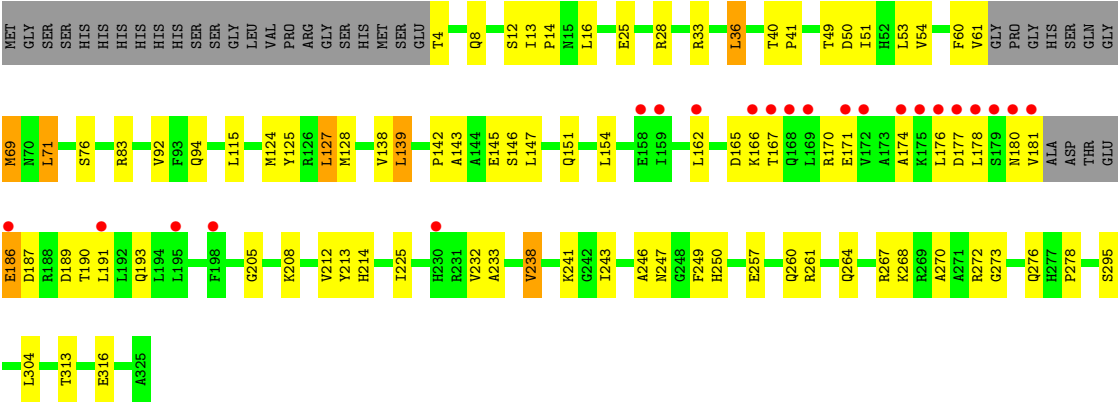 MET GLY SER SER HIS HIS HIS HIS HIS HIS SER SER GLY LEU VAL PRO ARG GLY SER HIS MET SER GLU T4 Q8 S12 I13 P14 N15 L16 E25 R28 R33 L36 T40 P41 T49 D50 I51 H52 L53 V54 F60 V61 GLY PRO GLY HIS SER GLN GLY
M69 N70 L71 S76 R83 V92 F93 Q94 L115 M124 Y125 R126 L127 M128 V138 L139 P142 A143 A144 E145 S146 L147 Q151 L154 E158 I159 L162 D165 K166 T167 Q168 L169 R170 E171 V172 A173 A174 K175 L176 D177 L178 S179 N180 V181 ALA ASP THR GLU
E186 D187 R188 D189 T190 L191 L192 Q193 L194 L195 F198 G205 K208 V212 Y213 H214 I225 H230 R231 V232 A233 V238 K241 G242 I243 A246 N247 G248 F249 H250 E257 Q260 R261 Q264 R267 K268 R269 A270 A271 R272 G273 Q276 H277 P278 S295
L304 T313 E316 A325